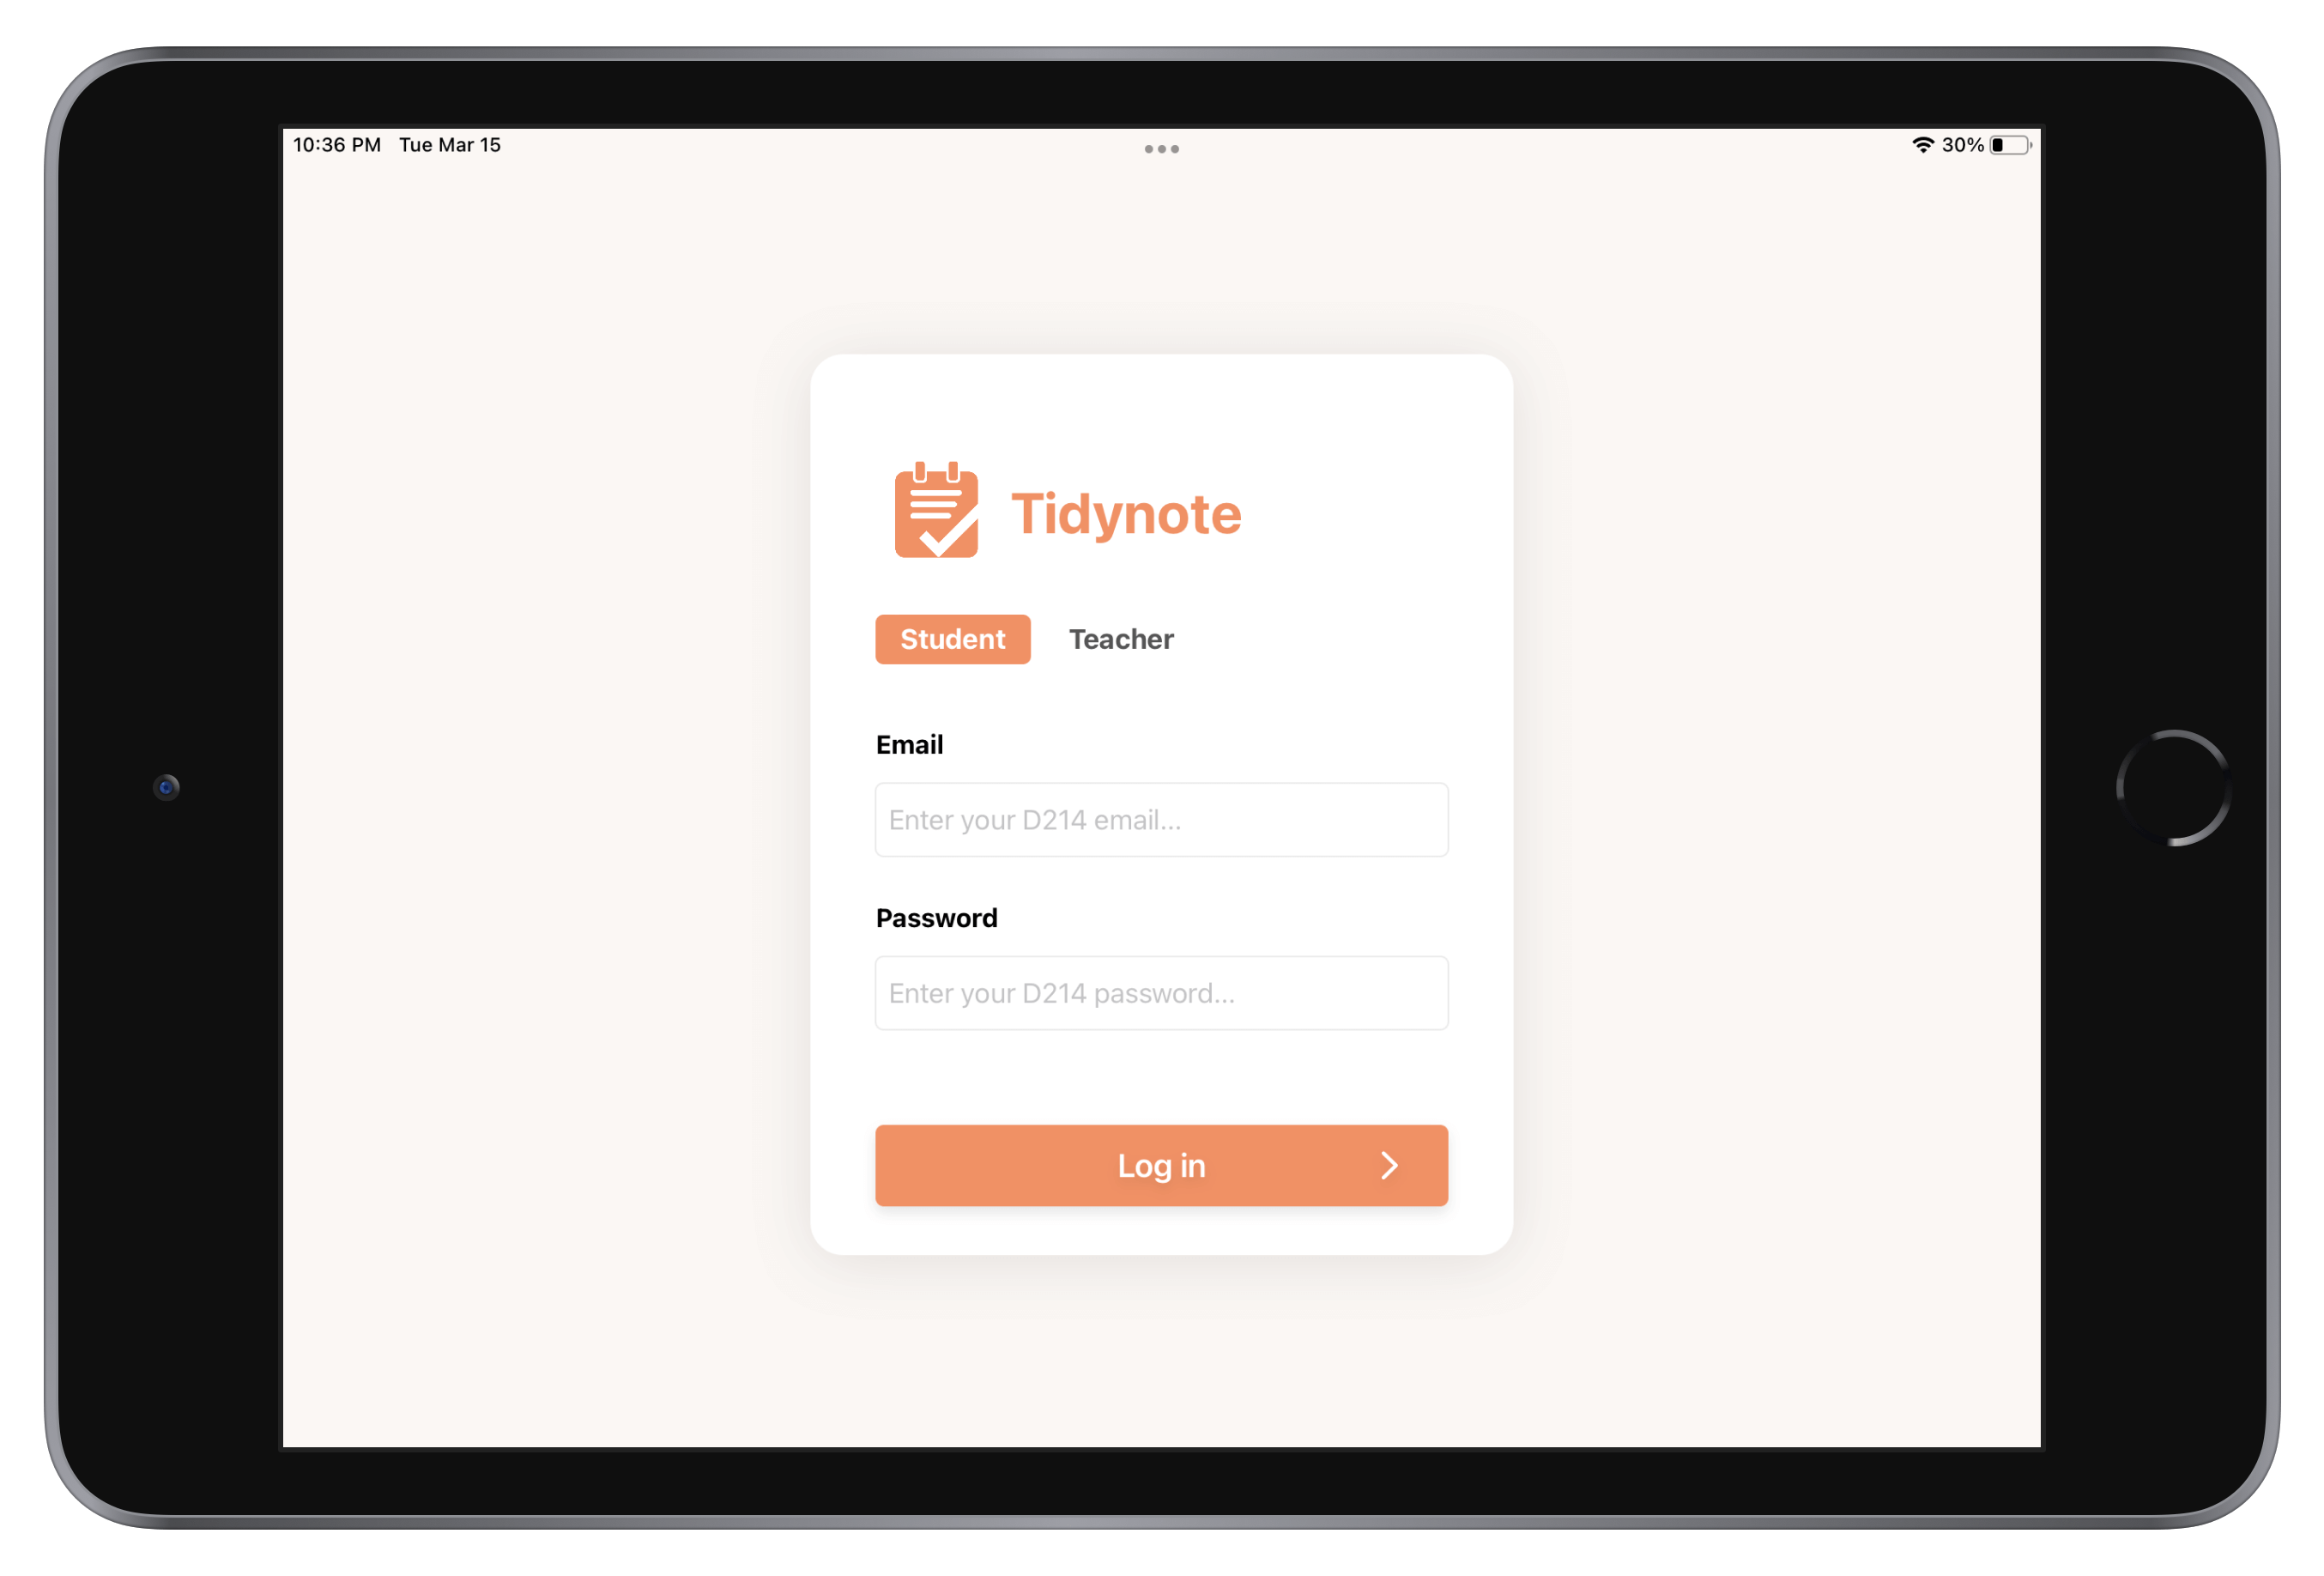 10:36 PM Tue Mar 15 30%
Tidynote
Student Teacher
Email
Enter your D214 email...
Password
Enter your D214 password...
Log in